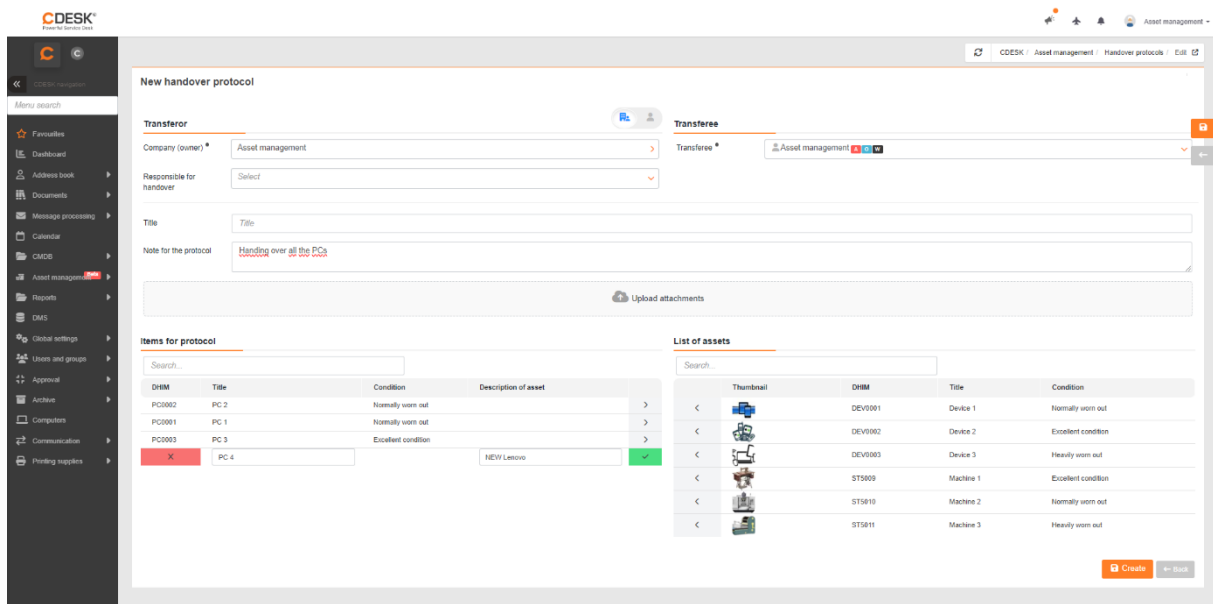 CDESK®
Powerful Service Desk
Asset management
CDESK / Asset management / Handover protocols / Edit
C
C
CDESK navigation
Menu search
Favourites
Dashboard
Address book
Documents
Message processing
Calendar
CMDB
Asset management Beta
Reports
DMS
Global settings
Users and groups
Approval
Archive
Computers
Communication
Printing supplies
New handover protocol
Transferor
Transferee
Company (owner) *
Asset management
Transferee *
Asset management A O W
Responsible for
handover
Select
Title
Title
Note for the protocol
Handing over all the PCs
Upload attachments
Items for protocol
Search...
DHIM Title Condition Description of asset
PC0002 PC 2 Normally worn out
PC0001 PC 1 Normally worn out
PC0003 PC 3 Excellent condition
PC 4 NEW Lenovo
List of assets
Search...
Thumbnail DHIM Title Condition
DEV0001 Device 1 Normally worn out
DEV0002 Device 2 Excellent condition
DEV0003 Device 3 Heavily worn out
ST5009 Machine 1 Excellent condition
ST5010 Machine 2 Normally worn out
ST5011 Machine 3 Heavily worn out
Create
Back